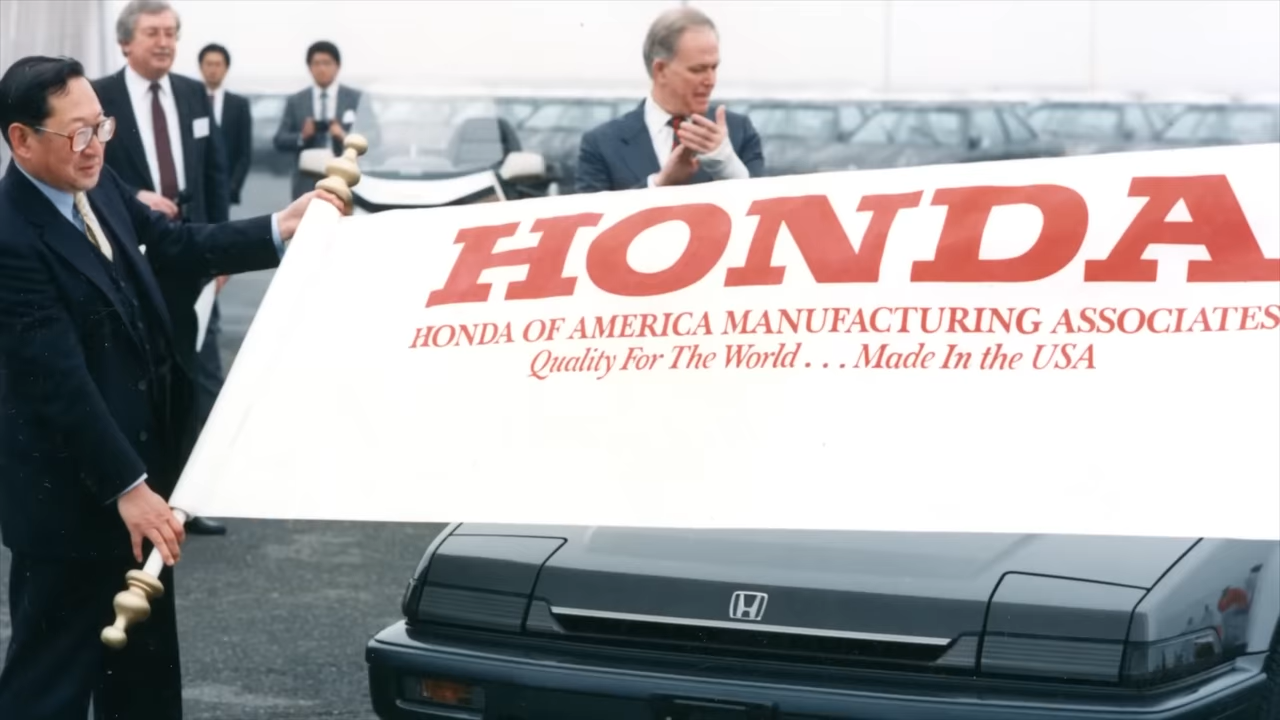 HONDA
HONDA OF AMERICA MANUFACTURING ASSOCIATES
Quality For The World . . . Made In the USA